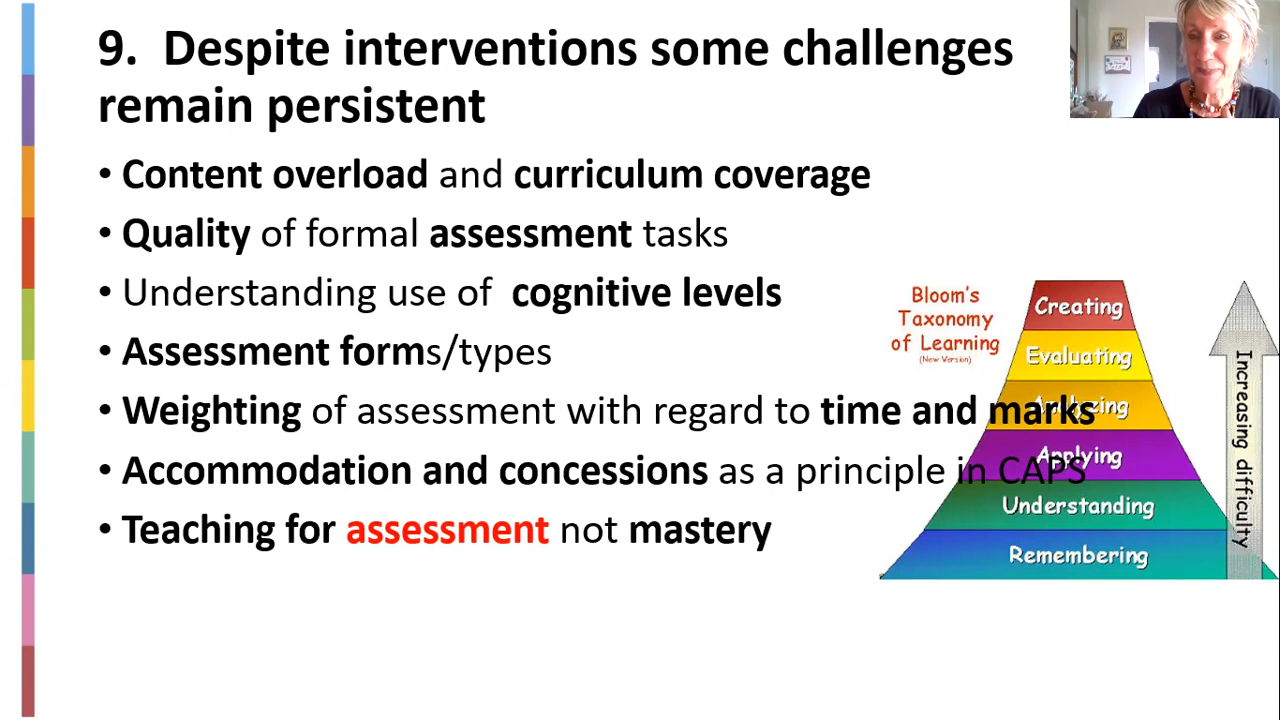 9. Despite interventions some challenges
remain persistent
• Content overload and curriculum coverage
• Quality of formal assessment tasks
• Understanding use of cognitive levels
• Assessment forms/types
• Weighting of assessment with regard to time and marks
• Accommodation and concessions as a principle in CAPS
• Teaching for assessment not mastery
Bloom's
Taxonomy
of Learning
(New Version)
Creating
Evaluating
Analyzing
Applying
Understanding
Remembering
Increasing difficulty